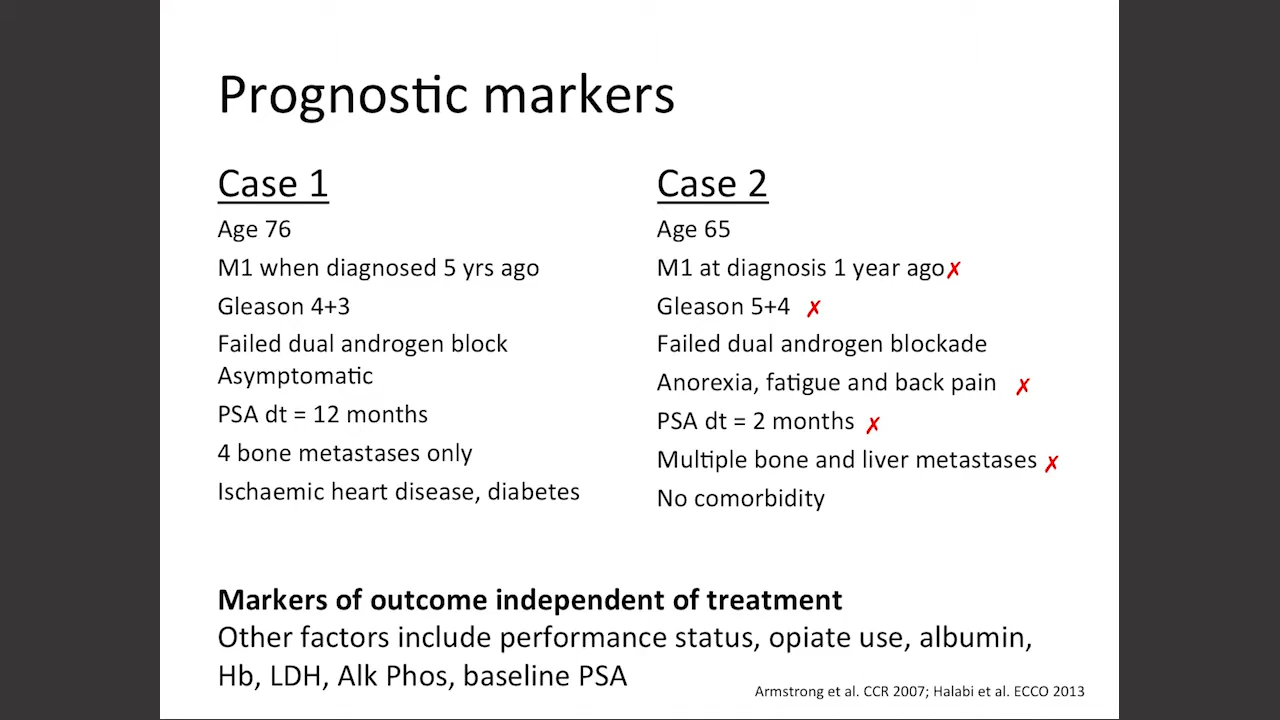 Prognostic markers
Case 1
Age 76
M1 when diagnosed 5 yrs ago
Gleason 4+3
Failed dual androgen block
Asymptomatic
PSA dt = 12 months
4 bone metastases only
Ischaemic heart disease, diabetes
Case 2
Age 65
M1 at diagnosis 1 year ago✗
Gleason 5+4 ✗
Failed dual androgen blockade
Anorexia, fatigue and back pain ✗
PSA dt = 2 months ✗
Multiple bone and liver metastases ✗
No comorbidity
Markers of outcome independent of treatment
Other factors include performance status, opiate use, albumin,
Hb, LDH, Alk Phos, baseline PSA
Armstrong et al. CCR 2007; Halabi et al. ECCO 2013